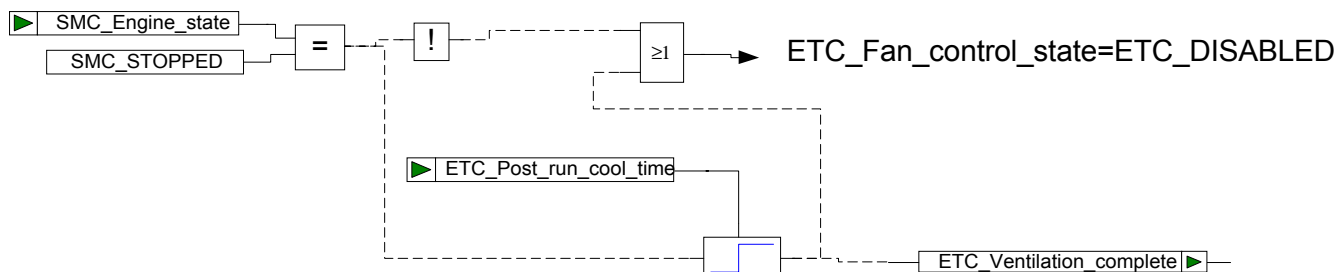 SMC_Engine_state
SMC_STOPPED
=
!
≥1
ETC_Fan_control_state=ETC_DISABLED
ETC_Post_run_cool_time
ETC_Ventilation_complete